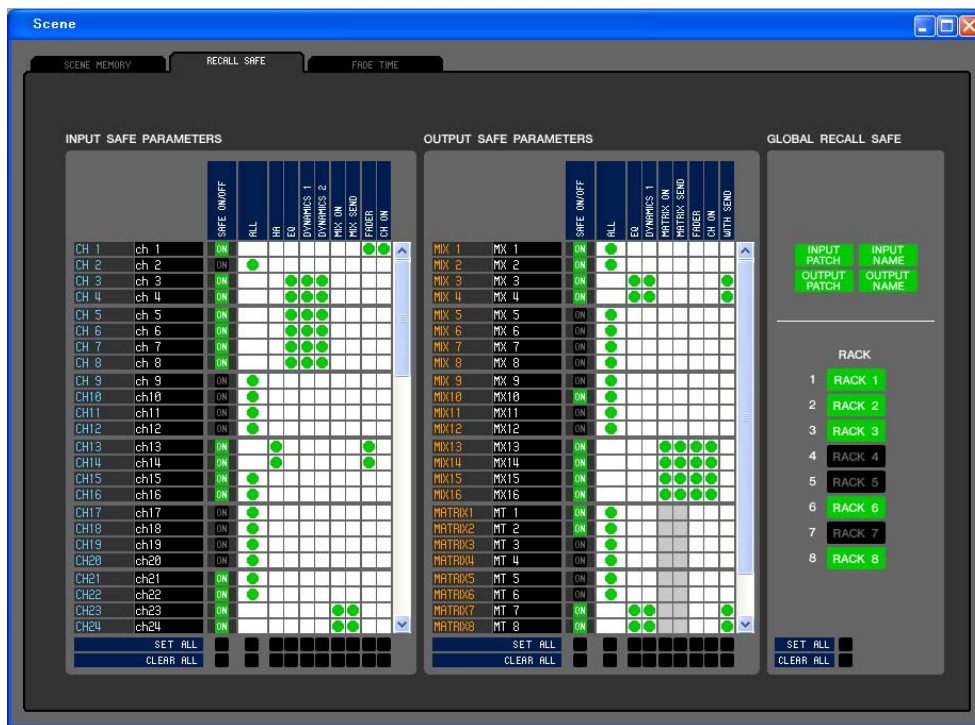 Scene
SCENE MEMORY RECALL SAFE FADE TIME
INPUT SAFE PARAMETERS
SAFE ON/OFF ALL HA EQ DYNAMICS 1 DYNAMICS 2 MIX ON MIX SEND FADER CH ON
CH 1 ch 1 ON
CH 2 ch 2 ON
CH 3 ch 3 ON
CH 4 ch 4 ON
CH 5 ch 5 ON
CH 6 ch 6 ON
CH 7 ch 7 ON
CH 8 ch 8 ON
CH 9 ch 9 ON
CH10 ch10 ON
CH11 ch11 ON
CH12 ch12 ON
CH13 ch13 ON
CH14 ch14 ON
CH15 ch15 ON
CH16 ch16 ON
CH17 ch17 ON
CH18 ch18 ON
CH19 ch19 ON
CH20 ch20 ON
CH21 ch21 ON
CH22 ch22 ON
CH23 ch23 ON
CH24 ch24 ON
SET ALL
CLEAR ALL
OUTPUT SAFE PARAMETERS
SAFE ON/OFF ALL EQ DYNAMICS 1 MATRIX ON MATRIX SEND FADER CH ON WITH SEND
MIX 1 MX 1 ON
MIX 2 MX 2 ON
MIX 3 MX 3 ON
MIX 4 MX 4 ON
MIX 5 MX 5 ON
MIX 6 MX 6 ON
MIX 7 MX 7 ON
MIX 8 MX 8 ON
MIX 9 MX 9 ON
MIX10 MX10 ON
MIX11 MX11 ON
MIX12 MX12 ON
MIX13 MX13 ON
MIX14 MX14 ON
MIX15 MX15 ON
MIX16 MX16 ON
MATRIX1 MT 1 ON
MATRIX2 MT 2 ON
MATRIX3 MT 3 ON
MATRIX4 MT 4 ON
MATRIX5 MT 5 ON
MATRIX6 MT 6 ON
MATRIX7 MT 7 ON
MATRIX8 MT 8 ON
SET ALL
CLEAR ALL
GLOBAL RECALL SAFE
INPUT PATCH INPUT NAME
OUTPUT PATCH OUTPUT NAME
RACK
1 RACK 1
2 RACK 2
3 RACK 3
4 RACK 4
5 RACK 5
6 RACK 6
7 RACK 7
8 RACK 8
SET ALL
CLEAR ALL